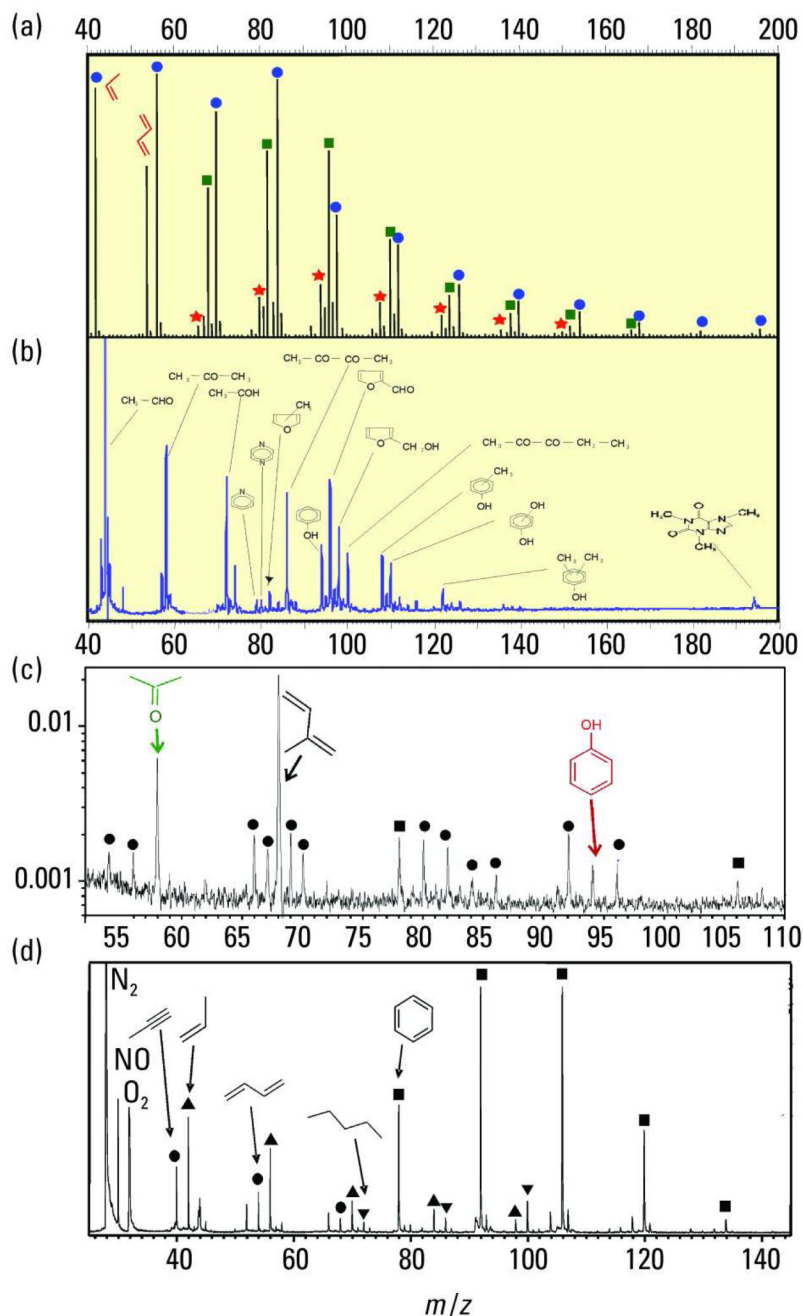 (a)
40 60 80 100 120 140 160 180 200
(b)
CH₃—CHO
CH₃—CO—CH₃
CH₃—COH
N
N
N
CH₃
O
CH₃—CO—CO—CH₃
O CHO
O CH₂OH
OH
CH₃—CO—CO—CH₂—CH₃
CH₃
OH
OH
OH
CH₃ CH₃
OH
H₃C N O N CH₃
O N N
CH₃
40 60 80 100 120 140 160 180 200
(c)
0.01
0.001
O
OH
55 60 65 70 75 80 85 90 95 100 105 110
(d)
N₂
NO
O₂
40 60 80 100 120 140
m/z